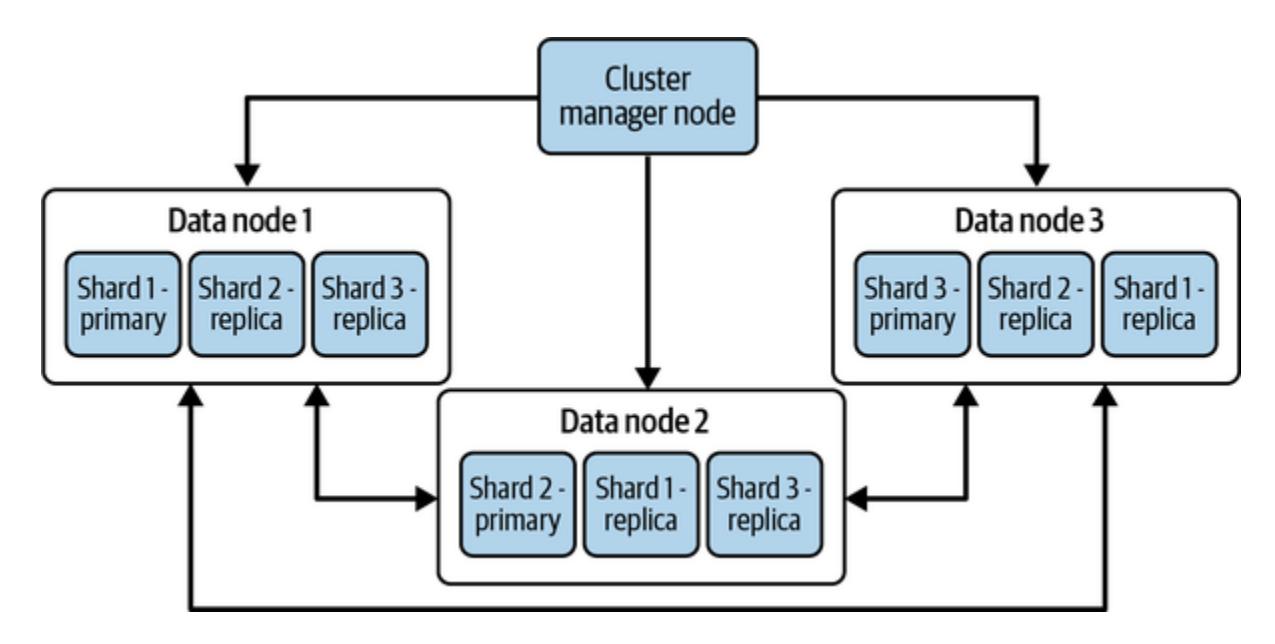 Cluster
manager node
Data node 1
Shard 1 -
primary
Shard 2 -
replica
Shard 3 -
replica
Data node 3
Shard 3 -
primary
Shard 2 -
replica
Shard 1 -
replica
Data node 2
Shard 2 -
primary
Shard 1 -
replica
Shard 3 -
replica